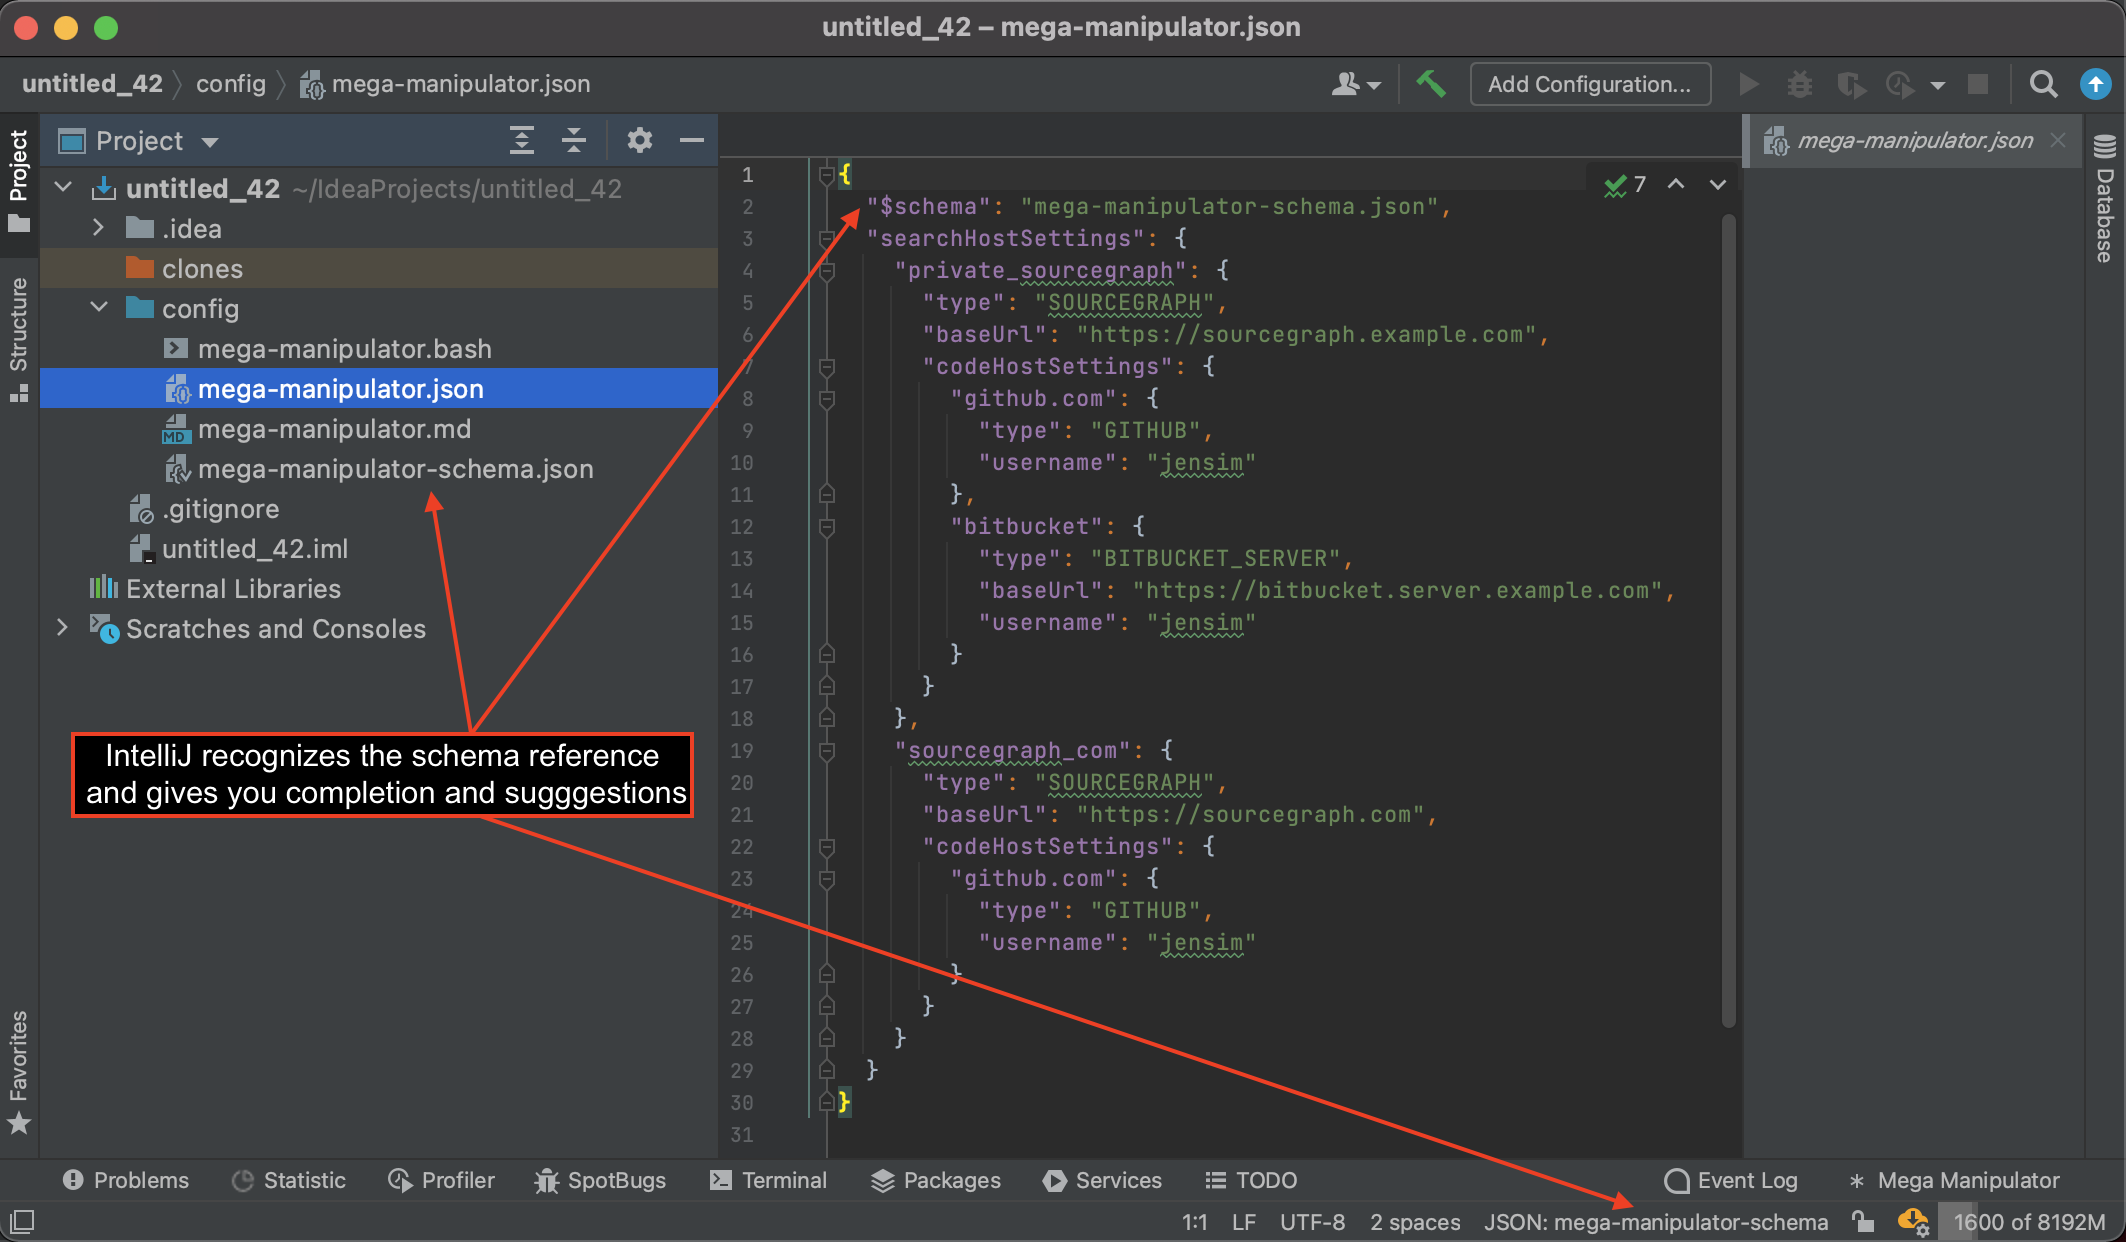 untitled_42 – mega-manipulator.json
untitled_42 config mega-manipulator.json
Add Configuration...
Project
Structure
Favorites
Project
untitled_42 ~/IdeaProjects/untitled_42
.idea
clones
config
mega-manipulator.bash
mega-manipulator.json
mega-manipulator.md
mega-manipulator-schema.json
.gitignore
untitled_42.iml
External Libraries
Scratches and Consoles
IntelliJ recognizes the schema reference
and gives you completion and sugggestions
mega-manipulator.json
7
1 {
2 "$schema": "mega-manipulator-schema.json",
3 "searchHostSettings": {
4 "private_sourcegraph": {
5 "type": "SOURCEGRAPH",
6 "baseUrl": "https://sourcegraph.example.com",
7 "codeHostSettings": {
8 "github.com": {
9 "type": "GITHUB",
10 "username": "jensim"
11 },
12 "bitbucket": {
13 "type": "BITBUCKET_SERVER",
14 "baseUrl": "https://bitbucket.server.example.com",
15 "username": "jensim"
16 }
17 }
18 },
19 "sourcegraph_com": {
20 "type": "SOURCEGRAPH",
21 "baseUrl": "https://sourcegraph.com",
22 "codeHostSettings": {
23 "github.com": {
24 "type": "GITHUB",
25 "username": "jensim"
26 }
27 }
28 }
29 }
30 }
31
Database
Problems Statistic Profiler SpotBugs Terminal Packages Services TODO Event Log Mega Manipulator
1:1 LF UTF-8 2 spaces JSON: mega-manipulator-schema 1600 of 8192M